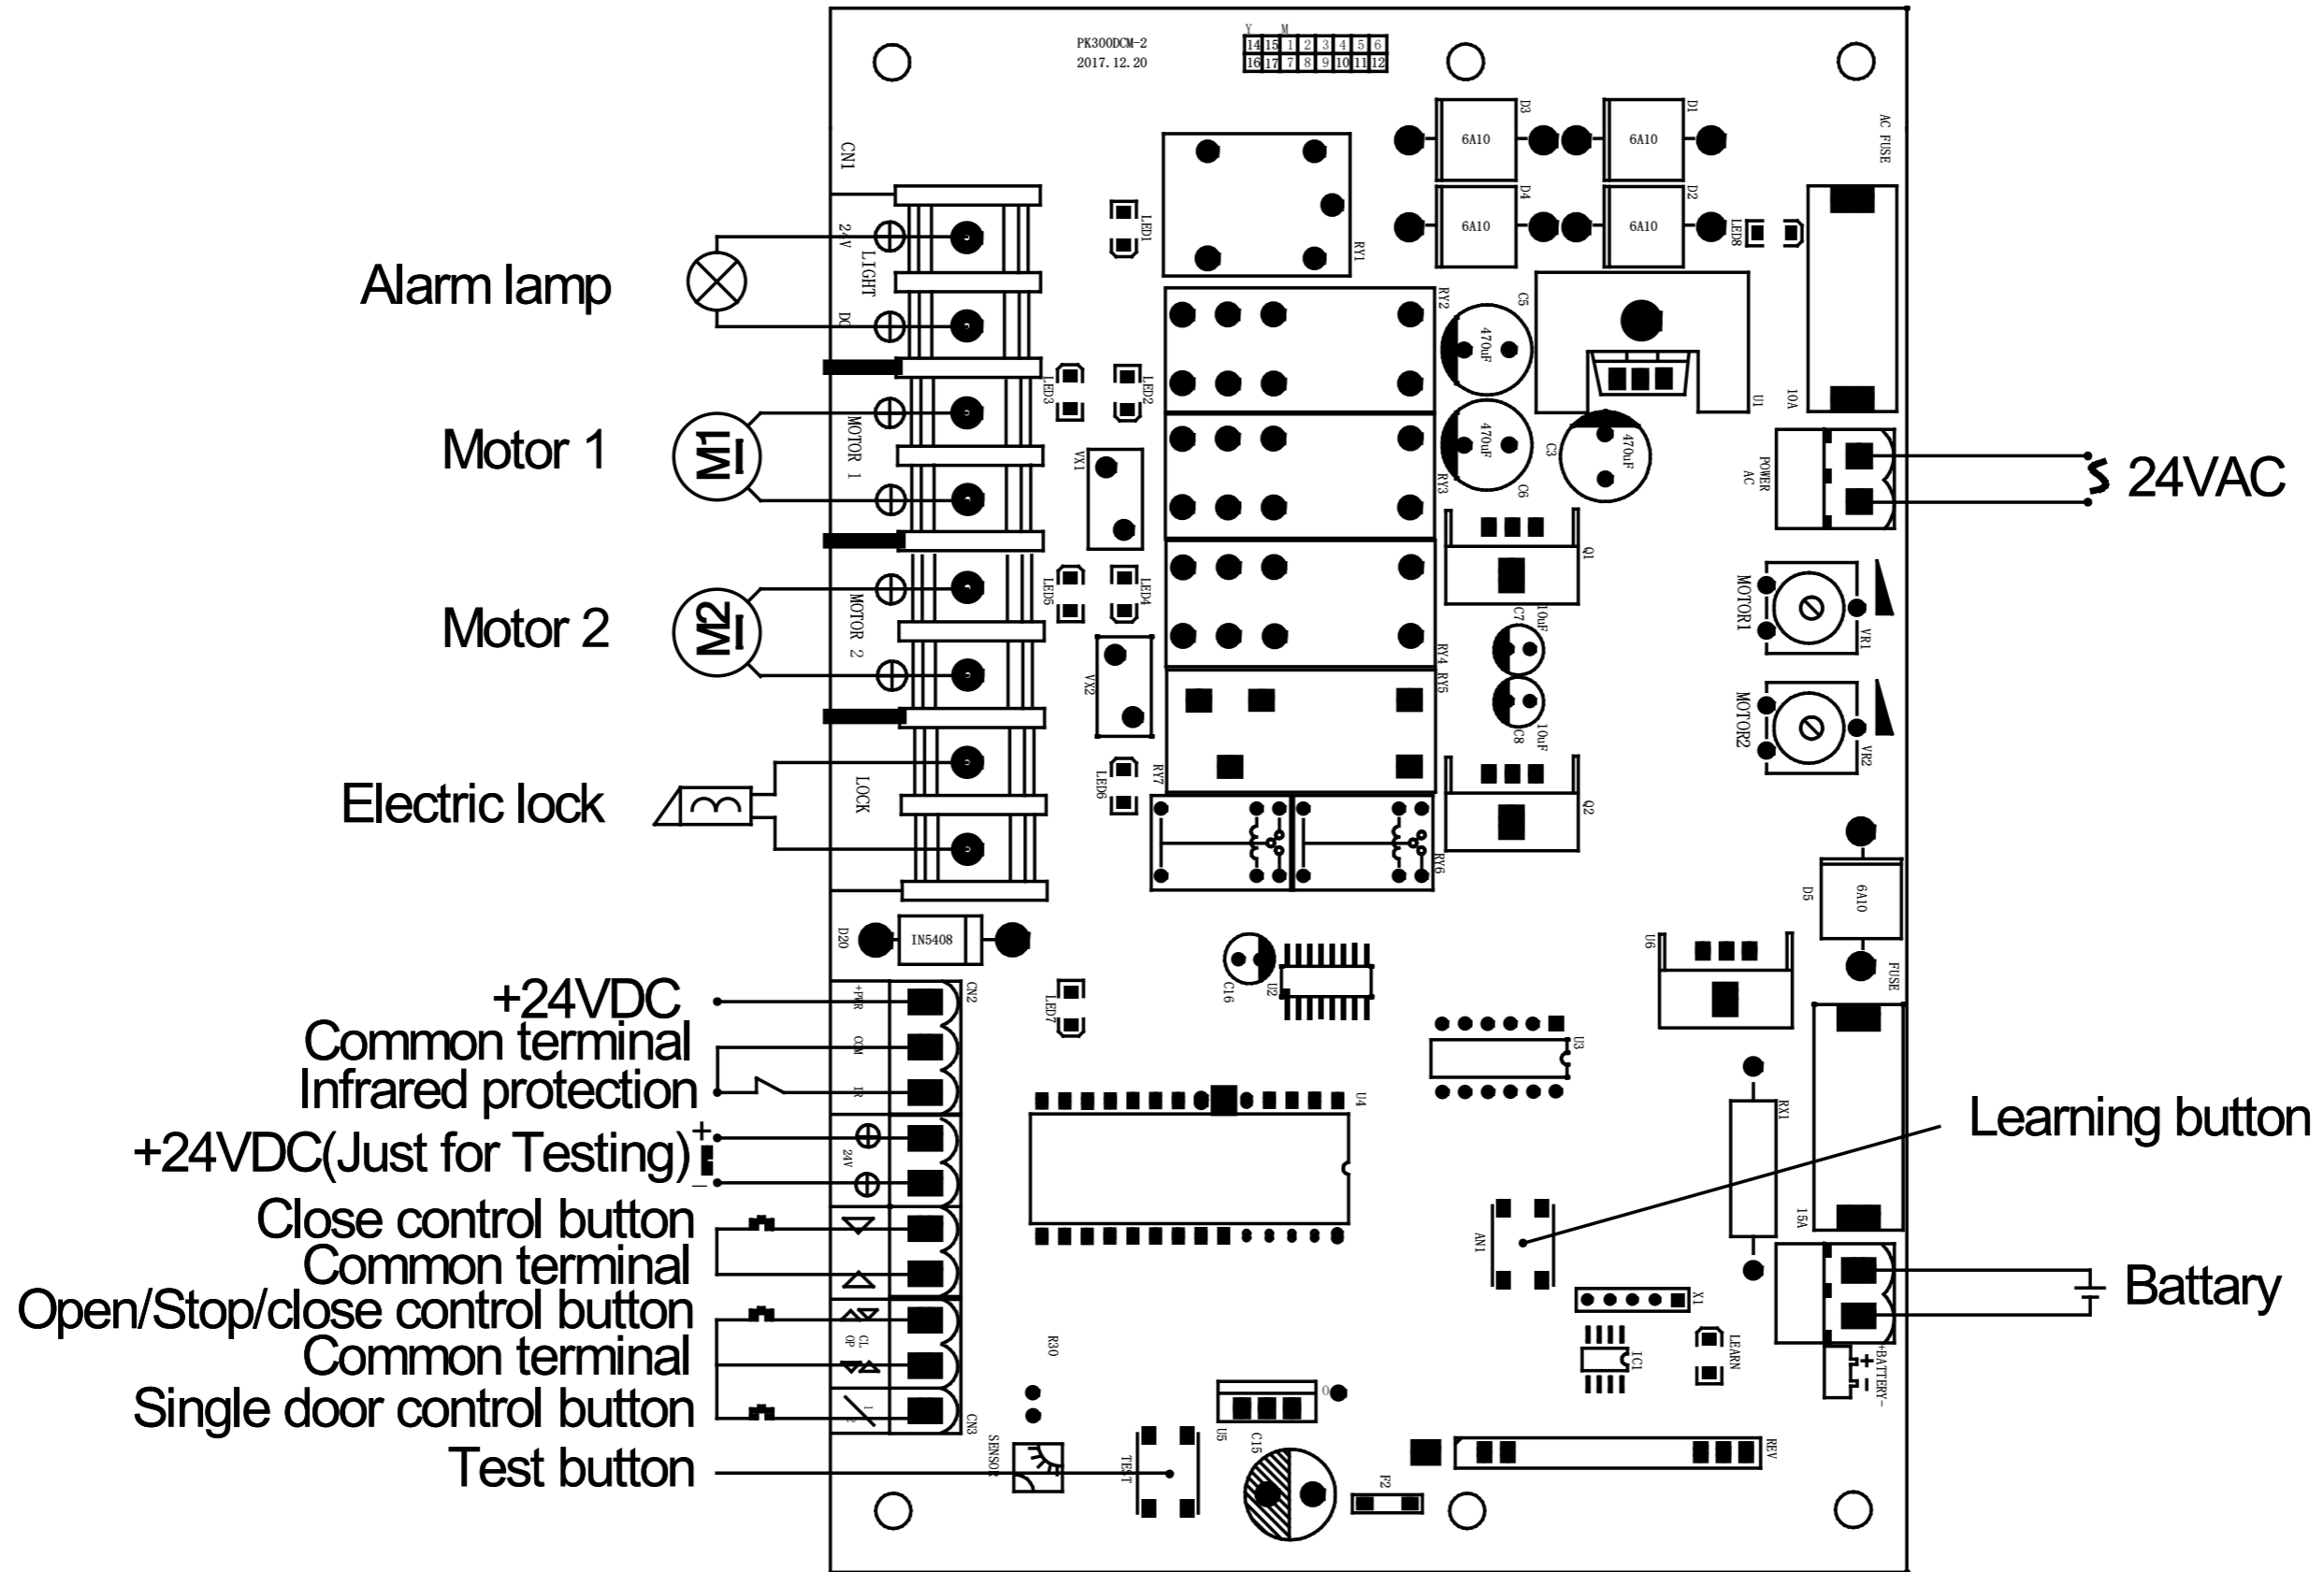 PK300DCM-2
2017.12.20
Y M
14 15 1 2 3 4 5 6
16 17 7 8 9 10 11 12
CN1
24V
LIGHT
DC
Alarm lamp
MOTOR 1
M1
Motor 1
MOTOR 2
M2
Motor 2
LOCK
Electric lock
LED1
LED3
LED2
VX1
LED5
LED4
VX2
LED6
RY1
RY2
RY3
RY4
RY5
RY7
RY6
D3
6A10
D1
6A10
D4
6A10
D2
6A10
LED8
AC FUSE
10A
C5
470uF
470uF
C6
C3
470uF
U1
POWER
AC
24VAC
Q1
C7
10uF
C8
10uF
Q2
MOTOR1
VR1
MOTOR2
VR2
D5
6A10
U6
FUSE
15A
RX1
D20
IN5408
CN2
+PWR
COM
IR
24V
CL
OP
1
2
CN3
+24VDC
Common terminal
Infrared protection
+24VDC(Just for Testing)
+
−
Close control button
Common terminal
Open/Stop/close control button
Common terminal
Single door control button
Test button
LED7
C16
U2
U3
U4
AN1
Learning button
X1
IC1
LEARN
Battary
+
−
+BATTERY-
R30
SENSOR
TEST
U5
O
C15
F2
REV